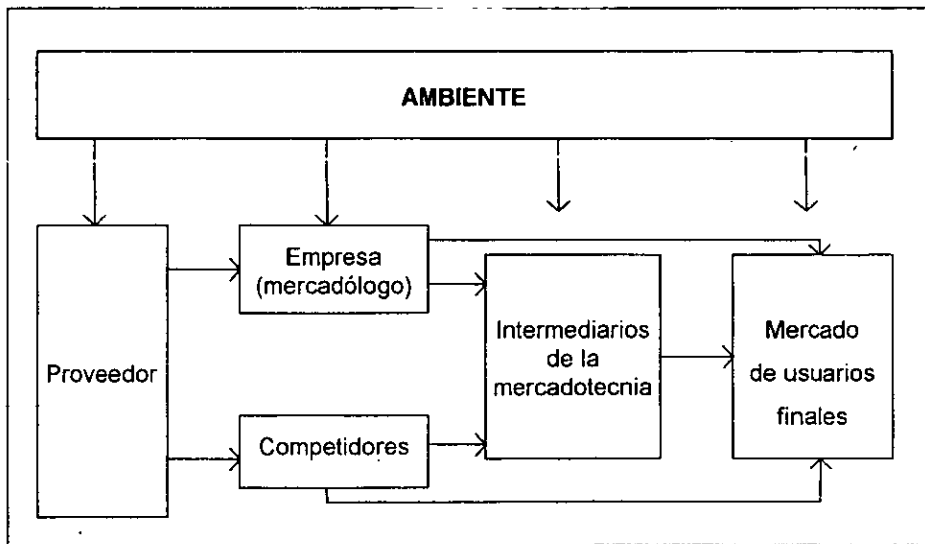 AMBIENTE
Proveedor
Empresa
(mercadólogo)
Competidores
Intermediarios
de la
mercadotecnia
Mercado
de usuarios
finales